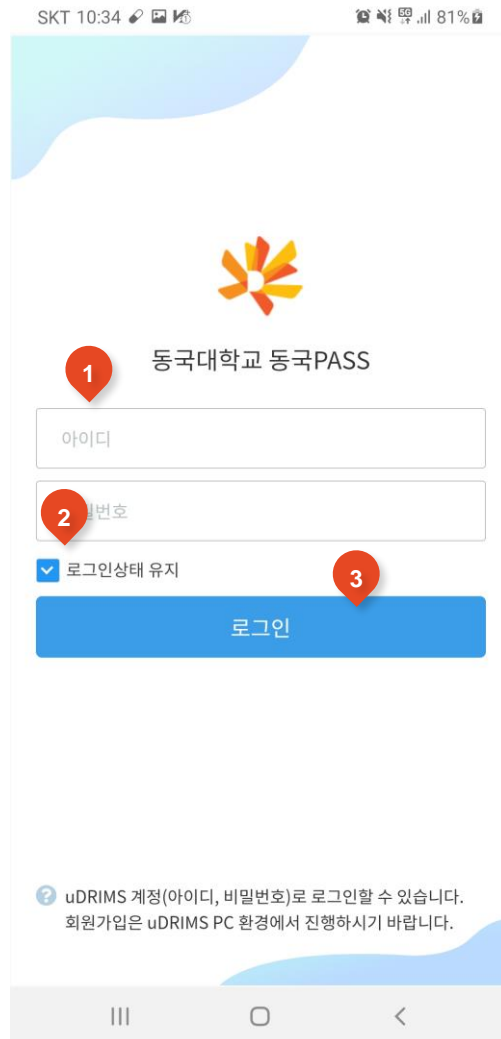 SKT 10:34
81%
동국대학교 동국PASS
1
아이디
2
번호
로그인상태 유지
3
로그인
uDRIMS 계정(아이디, 비밀번호)로 로그인할 수 있습니다.
회원가입은 uDRIMS PC 환경에서 진행하시기 바랍니다.